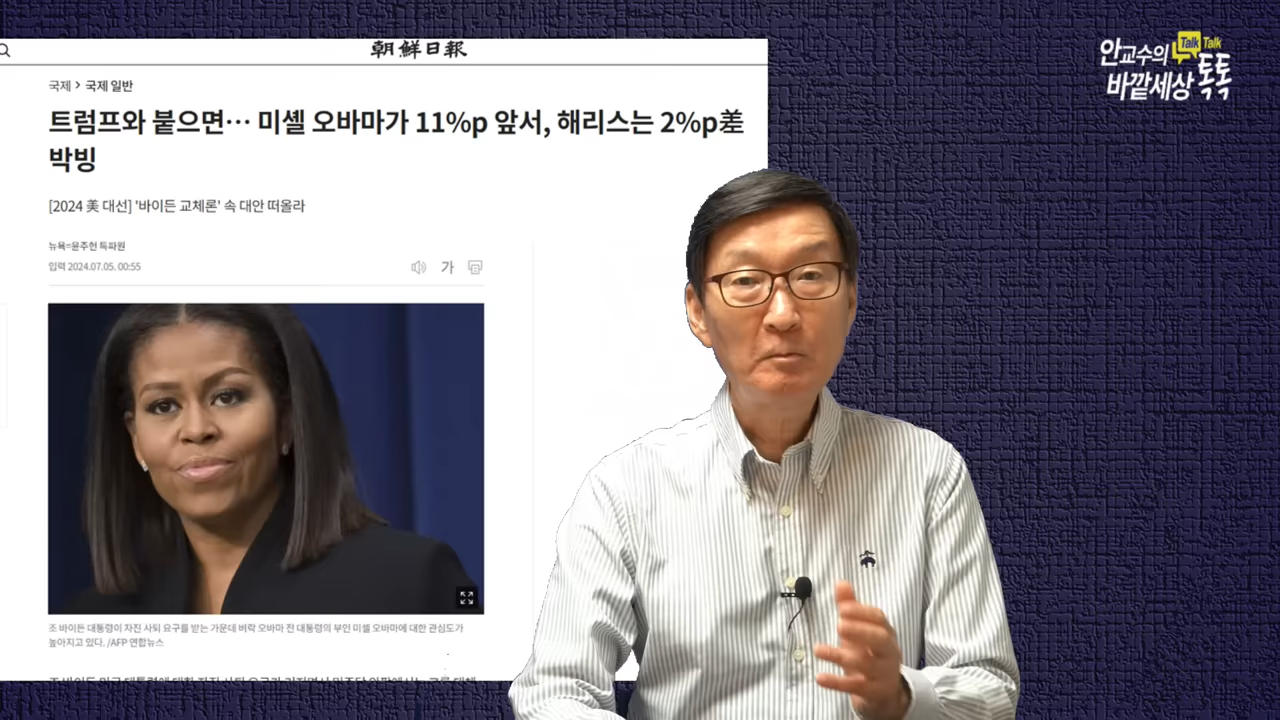 朝鮮日報
국제 > 국제 일반
트럼프와 붙으면… 미셸 오바마가 11%p 앞서, 해리스는 2%p差
박빙
[2024 美 대선] '바이든 교체론' 속 대안 떠올라
뉴욕=윤주헌 특파원
입력 2024.07.05. 00:55
가
조 바이든 대통령이 자진 사퇴 요구를 받는 가운데 버락 오바마 전 대통령의 부인 미셸 오바마에 대한 관심도가
높아지고 있다. /AFP 연합뉴스
안교수의
Talk Talk
바깥세상 톡톡